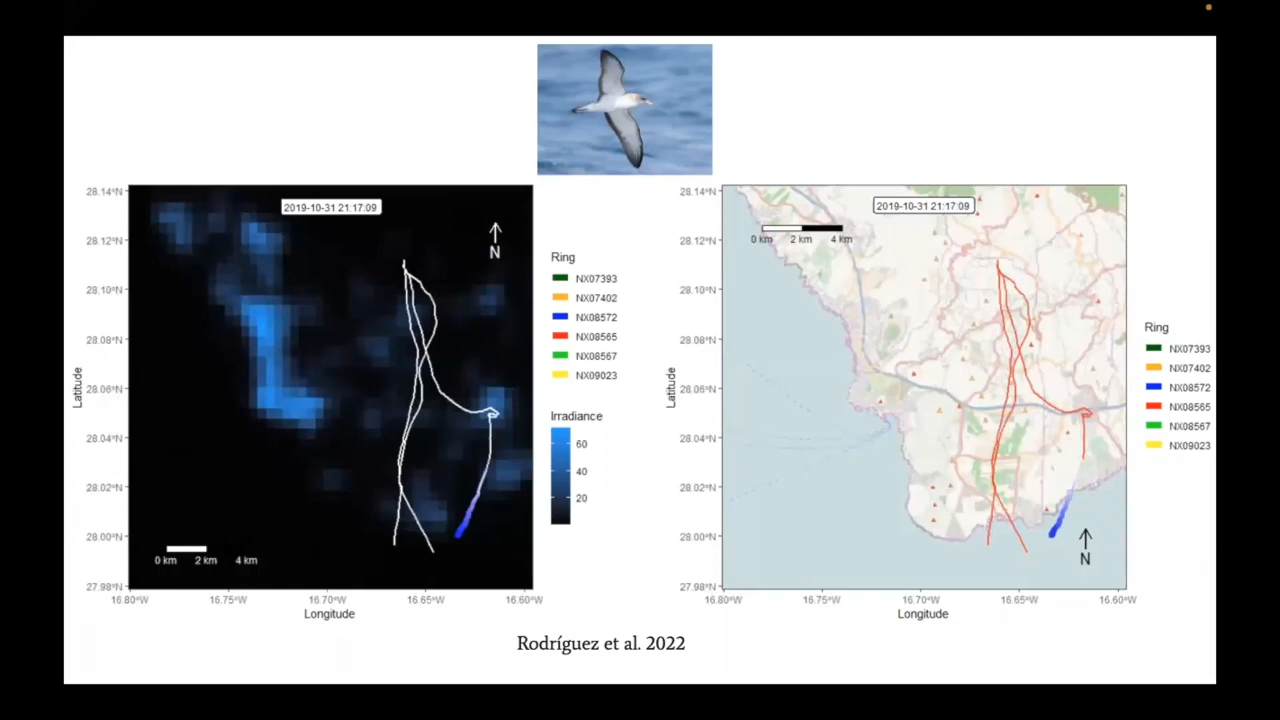 28.14°N
28.12°N
28.10°N
28.08°N
28.06°N
28.04°N
28.02°N
28.00°N
27.98°N
Latitude
2019-10-31 21:17:09
N
0 km 2 km 4 km
16.80°W 16.75°W 16.70°W 16.65°W 16.60°W
Longitude
Ring
NX07393
NX07402
NX08572
NX08565
NX08567
NX09023
Irradiance
60
40
20
28.14°N
28.12°N
28.10°N
28.08°N
28.06°N
28.04°N
28.02°N
28.00°N
27.98°N
Latitude
2019-10-31 21:17:09
0 km 2 km 4 km
N
16.80°W 16.75°W 16.70°W 16.65°W 16.60°W
Longitude
Ring
NX07393
NX07402
NX08572
NX08565
NX08567
NX09023
Rodríguez et al. 2022